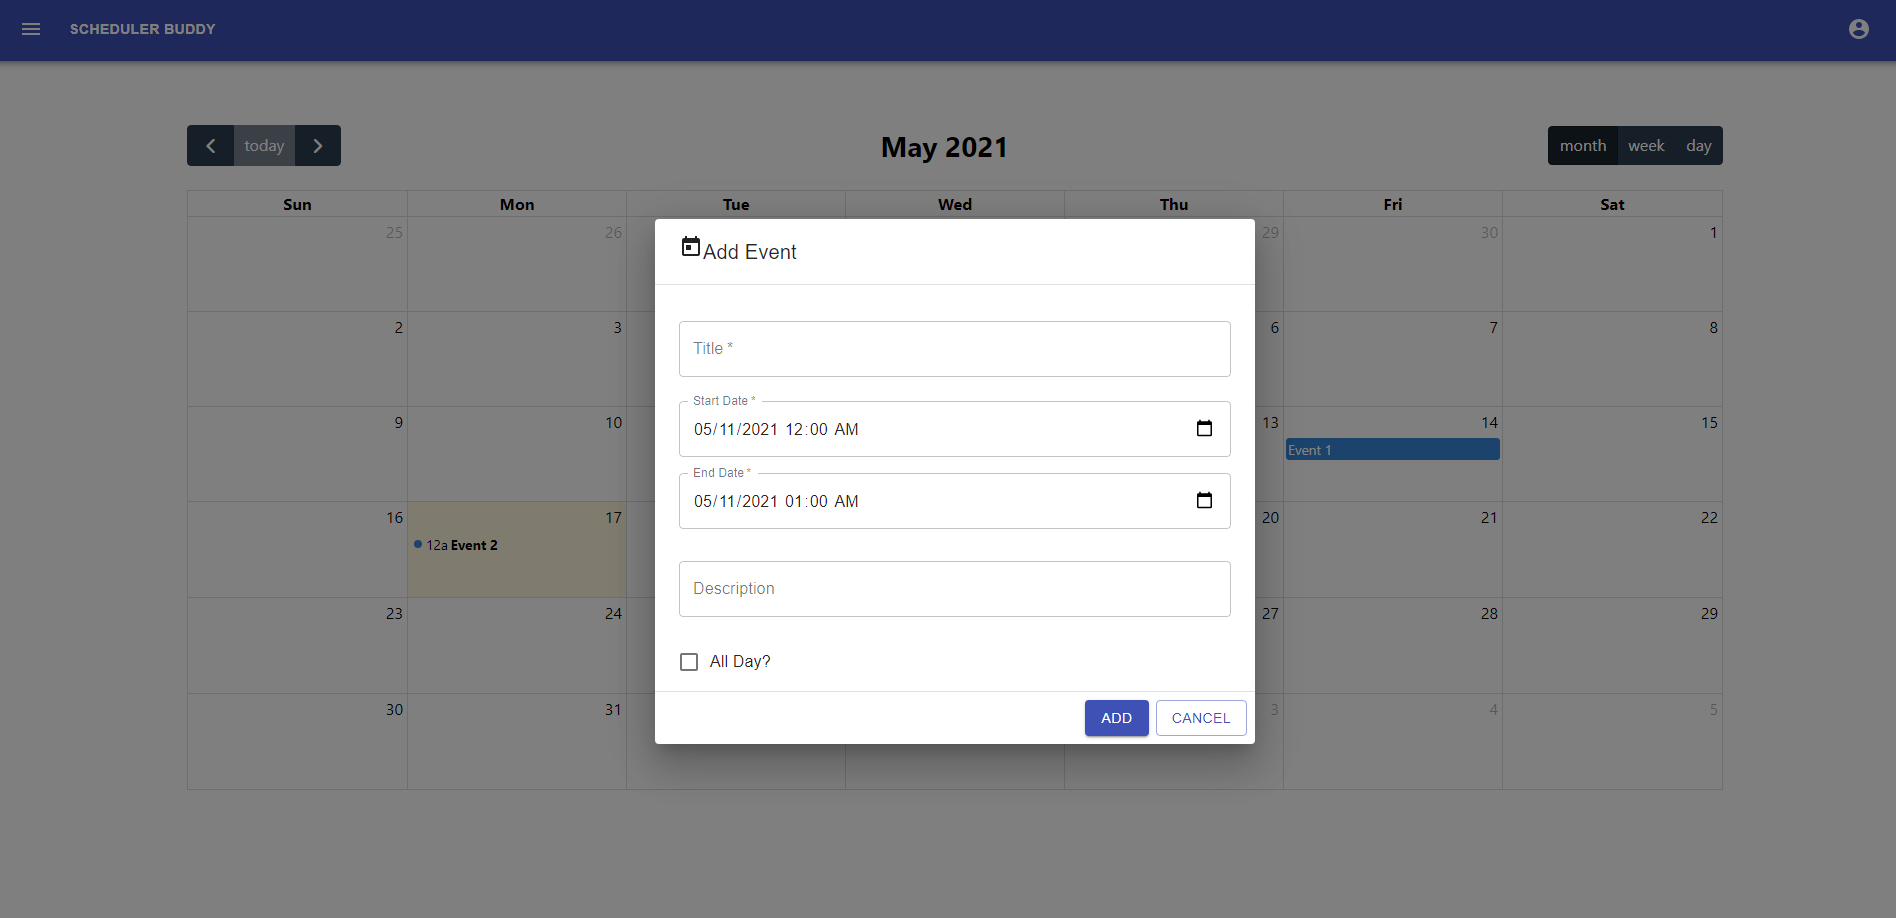 SCHEDULER BUDDY
today
May 2021
month week day
Sun Mon Tue Wed Thu Fri Sat
25 26 29 30 1
2 3 6 7 8
9 10 13 14 15
Event 1
16 17 20 21 22
12a Event 2
23 24 27 28 29
30 31 3 4 5
Add Event
Title *
Start Date *
05/11/2021 12:00 AM
End Date *
05/11/2021 01:00 AM
Description
All Day?
ADD CANCEL